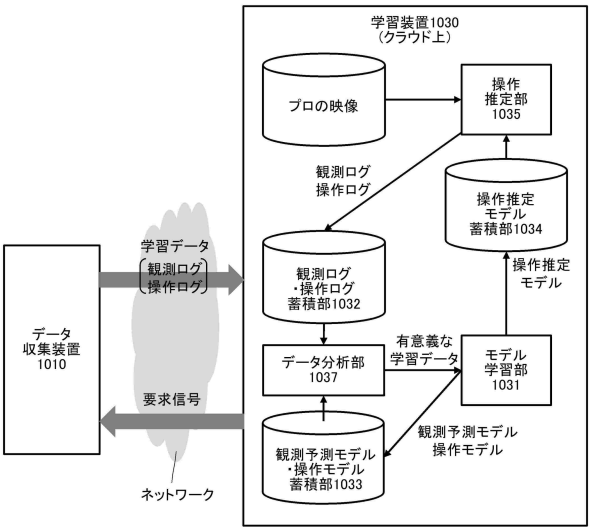 学習装置1030
(クラウド上)
プロの映像
操作
推定部
1035
観測ログ
操作ログ
操作推定
モデル
蓄積部1034
学習データ
観測ログ
操作ログ
観測ログ
・操作ログ
蓄積部1032
操作推定
モデル
データ
収集装置
1010
データ分析部
1037
有意義な
学習データ
モデル
学習部
1031
要求信号
観測予測モデル
操作モデル
観測予測モデル
・操作モデル
蓄積部1033
ネットワーク